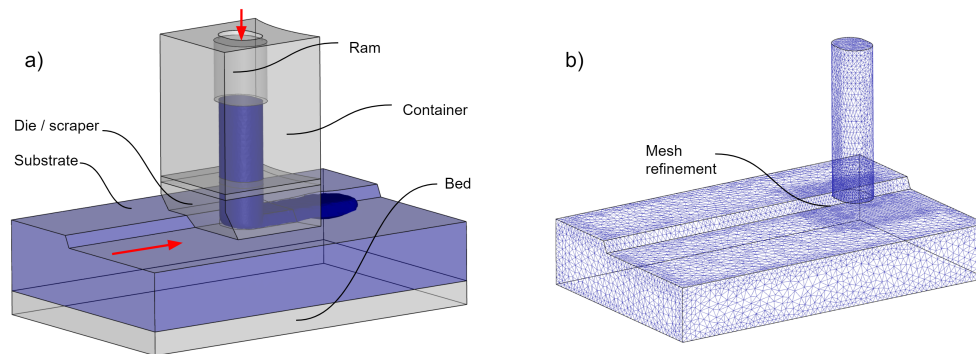 a)
Ram
Container
Die / scraper
Substrate
Bed
b)
Mesh
refinement